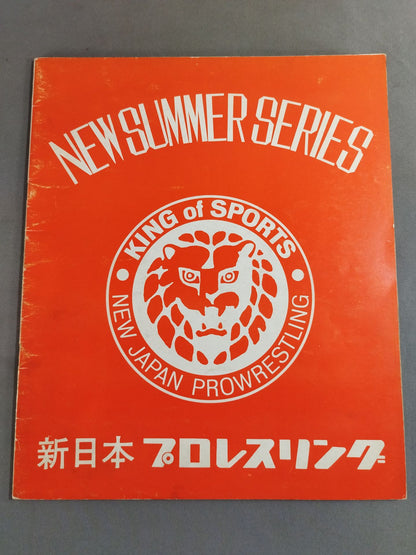 NEW SUMMER SERIES
KING of SPORTS
NEW JAPAN PROWRESTLING
新日本 プロレスリング